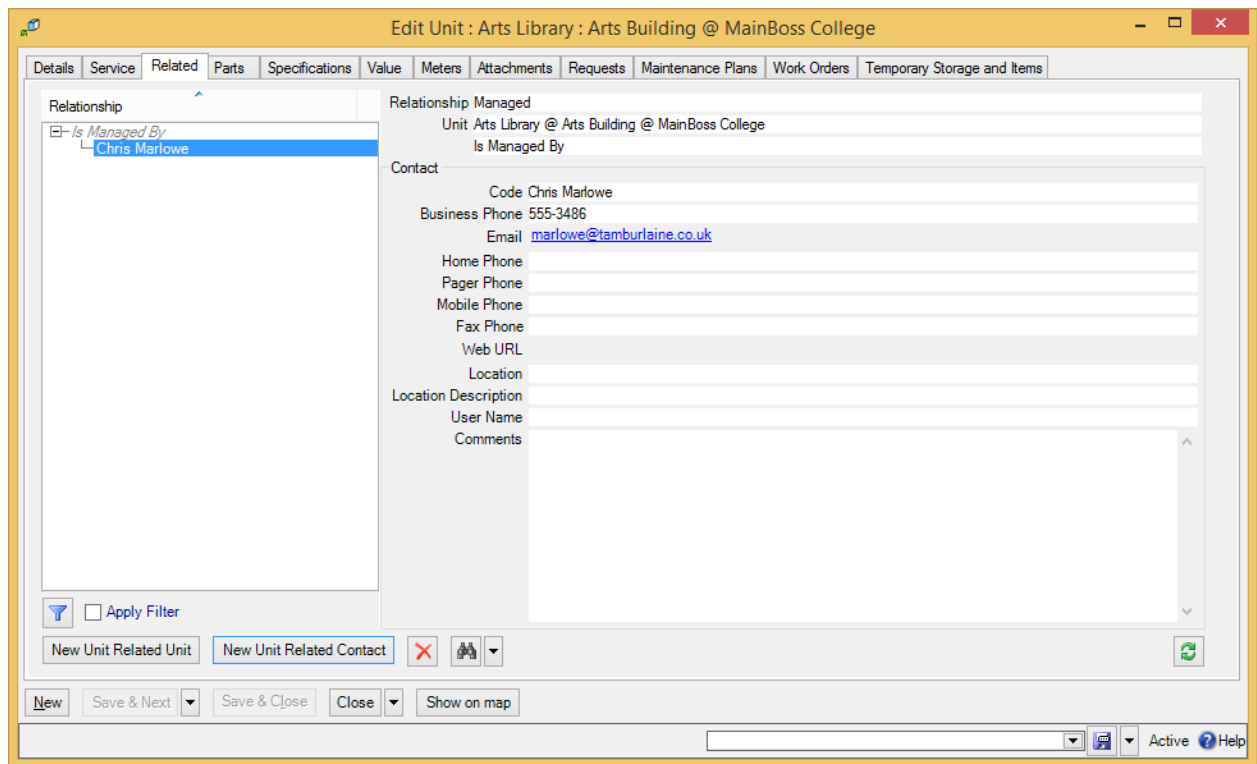 Edit Unit : Arts Library : Arts Building @ MainBoss College
Details Service Related Parts Specifications Value Meters Attachments Requests Maintenance Plans Work Orders Temporary Storage and Items
Relationship
Is Managed By
Chris Marlowe
Relationship Managed
Unit Arts Library @ Arts Building @ MainBoss College
Is Managed By
Contact
Code Chris Marlowe
Business Phone 555-3486
Email marlowe@tamburlaine.co.uk
Home Phone
Pager Phone
Mobile Phone
Fax Phone
Web URL
Location
Location Description
User Name
Comments
Apply Filter
New Unit Related Unit New Unit Related Contact
New Save & Next Save & Close Close Show on map
Active Help